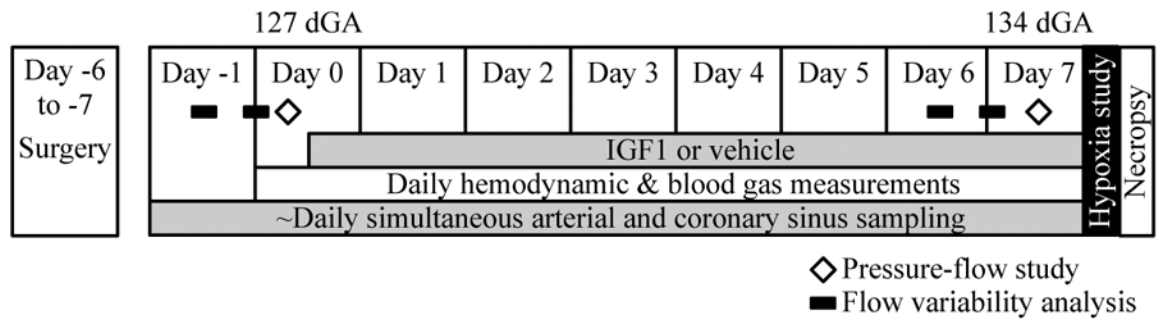 127 dGA
134 dGA
Day -6
to -7
Surgery
Day -1
Day 0
Day 1
Day 2
Day 3
Day 4
Day 5
Day 6
Day 7
IGF1 or vehicle
Daily hemodynamic & blood gas measurements
~Daily simultaneous arterial and coronary sinus sampling
Hypoxia study
Necropsy
Pressure-flow study
Flow variability analysis